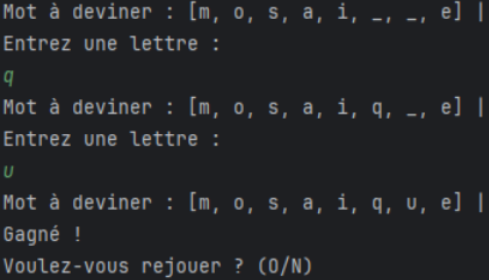 Mot à deviner : [m, o, s, a, i, _, _, e] |
Entrez une lettre :
q
Mot à deviner : [m, o, s, a, i, q, _, e] |
Entrez une lettre :
u
Mot à deviner : [m, o, s, a, i, q, u, e] |
Gagné !
Voulez-vous rejouer ? (O/N)